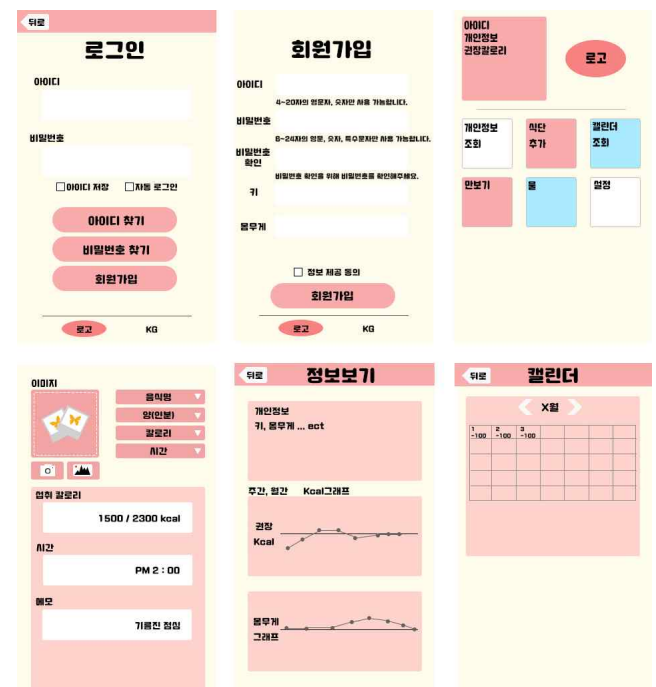 뒤로
로그인
아이디
비밀번호
아이디 저장 자동 로그인
아이디 찾기
비밀번호 찾기
회원가입
로고 KG
회원가입
아이디
4~20자의 영문자, 숫자만 사용 가능합니다.
비밀번호
6~24자의 영문, 숫자, 특수문자만 사용 가능합니다.
비밀번호
확인
비밀번호 확인을 위해 비밀번호를 확인해주세요.
키
몸무게
정보 제공 동의
회원가입
로고 KG
아이디
개인정보
권장칼로리
로고
개인정보
조회
식단
추가
캘린더
조회
만보기
물
설정
이미지
음식명
양(인분)
칼로리
시간
섭취 칼로리
1500 / 2300 kcal
시간
PM 2 : 00
메모
기름진 점심
뒤로
정보보기
개인정보
키, 몸무게 ... ect
주간, 월간 Kcal그래프
권장
Kcal
몸무게
그래프
뒤로
캘린더
X월
1 2 3
-100 -100 -100